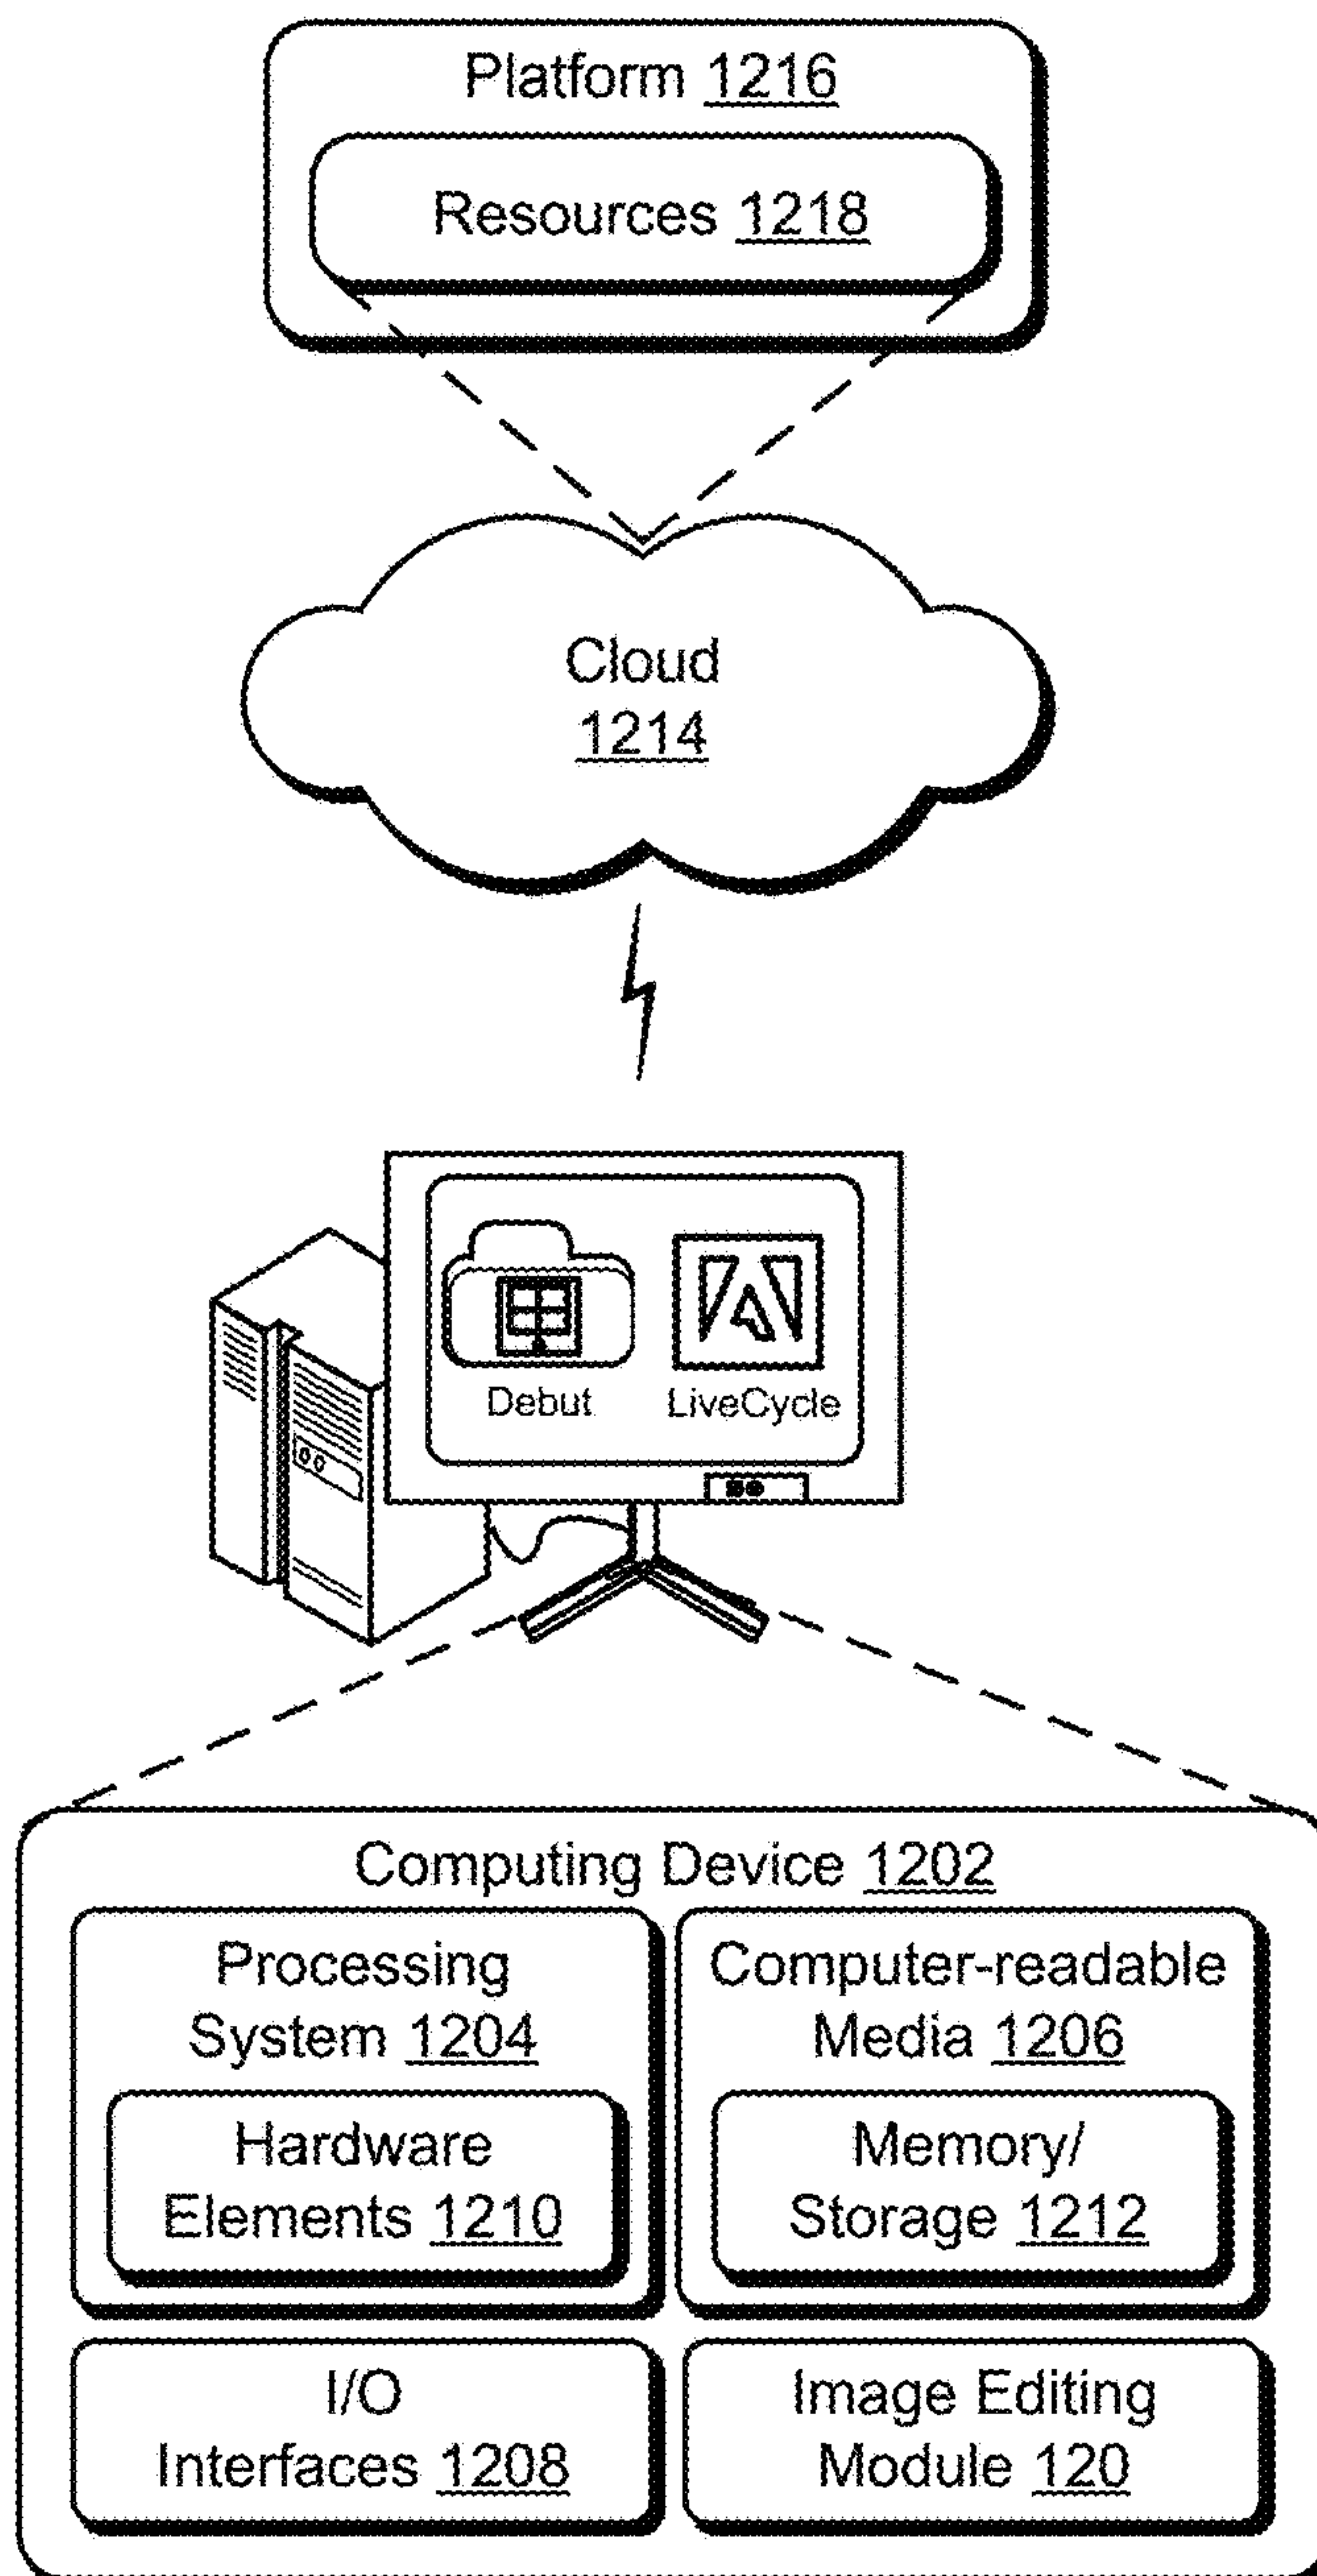 Platform 1216
Resources 1218
Cloud
1214
Debut
LiveCycle
Computing Device 1202
Processing
System 1204
Hardware
Elements 1210
Computer-readable
Media 1206
Memory/
Storage 1212
I/O
Interfaces 1208
Image Editing
Module 120